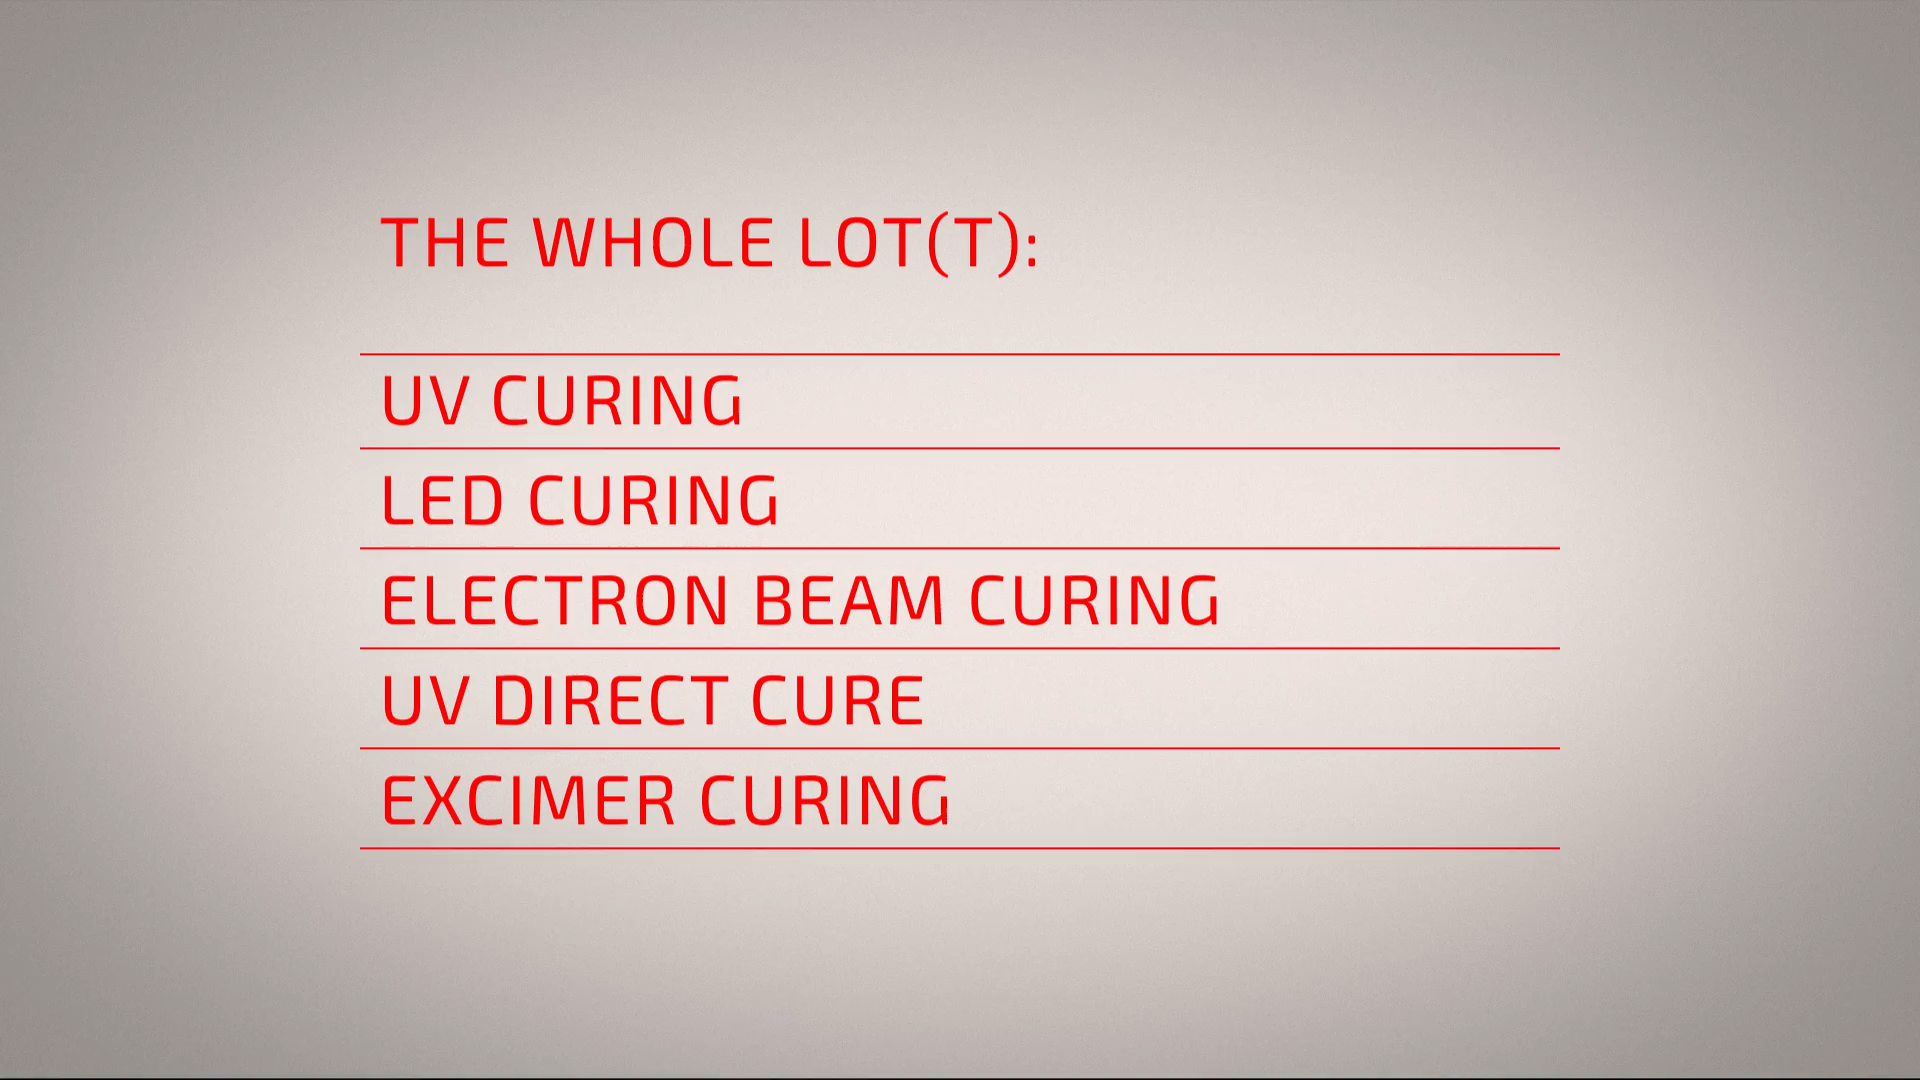 THE WHOLE LOT(T):
UV CURING
LED CURING
ELECTRON BEAM CURING
UV DIRECT CURE
EXCIMER CURING